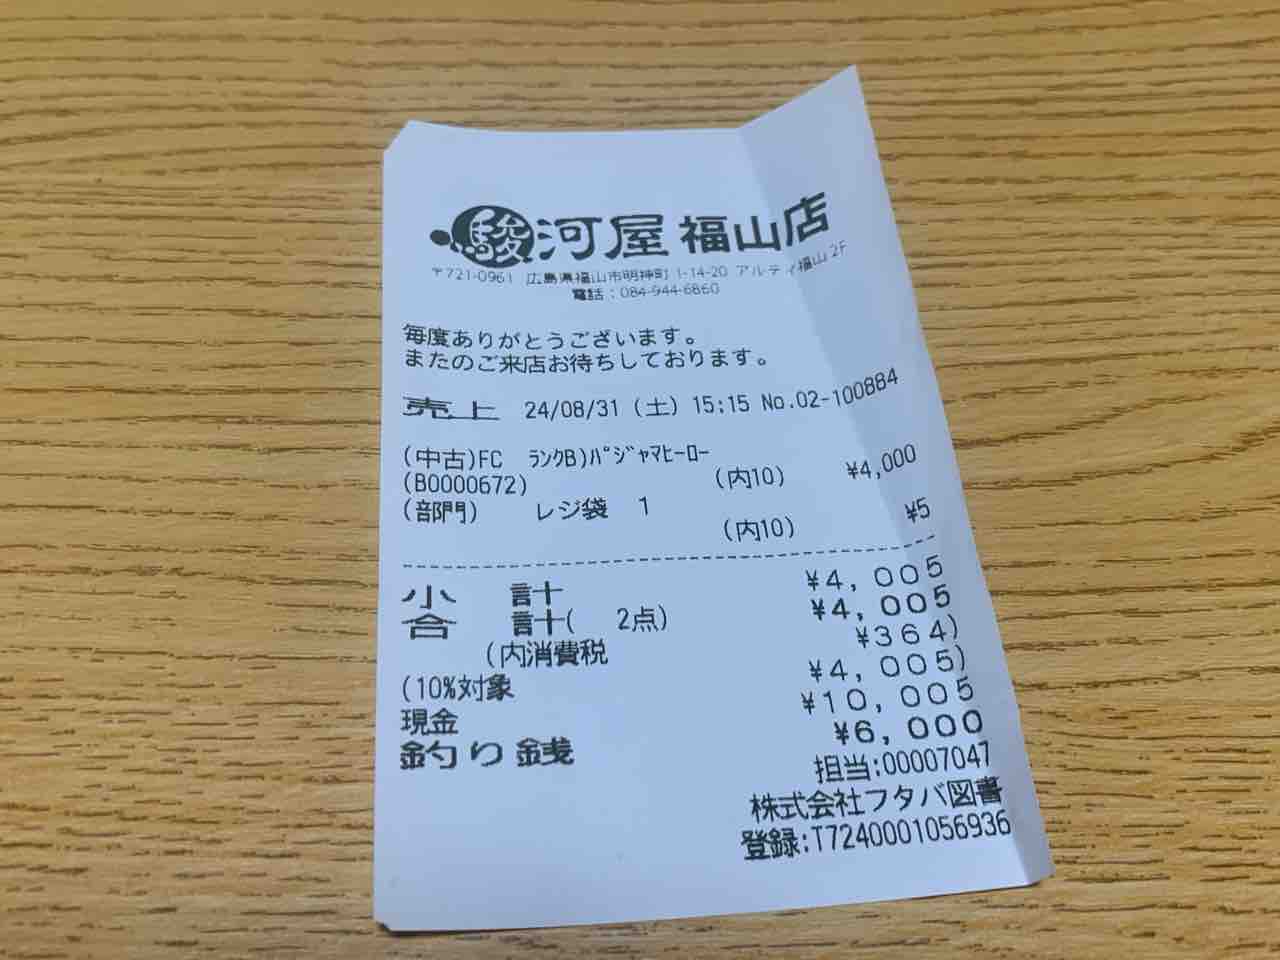 駿河屋 福山店
〒721-0961 広島県福山市明神町 1-14-20 アルティ福山 2F
電話：084-944-6860
毎度ありがとうございます。
またのご来店お待ちしております。
売上 24/08/31 (土) 15:15 No.02-100884
(中古)FC ﾗﾝｸB)ﾊﾟｼﾞｬﾏﾋｰﾛｰ
(B0000672) (内10) ¥4,000
(部門) レジ袋 1
(内10) ¥5
小計 ¥4,005
合計( 2点) ¥4,005
(内消費税 ¥364)
(10%対象 ¥4,005)
現金 ¥10,005
釣り銭 ¥6,000
担当:00007047
株式会社フタバ図書
登録:T7240001056936